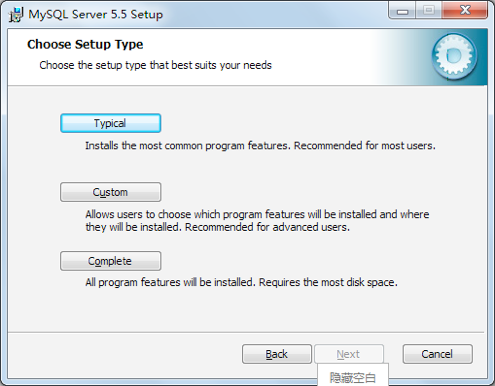 MySQL Server 5.5 Setup
Choose Setup Type
Choose the setup type that best suits your needs
Typical
Installs the most common program features. Recommended for most users.
Custom
Allows users to choose which program features will be installed and where
they will be installed. Recommended for advanced users.
Complete
All program features will be installed. Requires the most disk space.
Back Next Cancel
隐藏空白